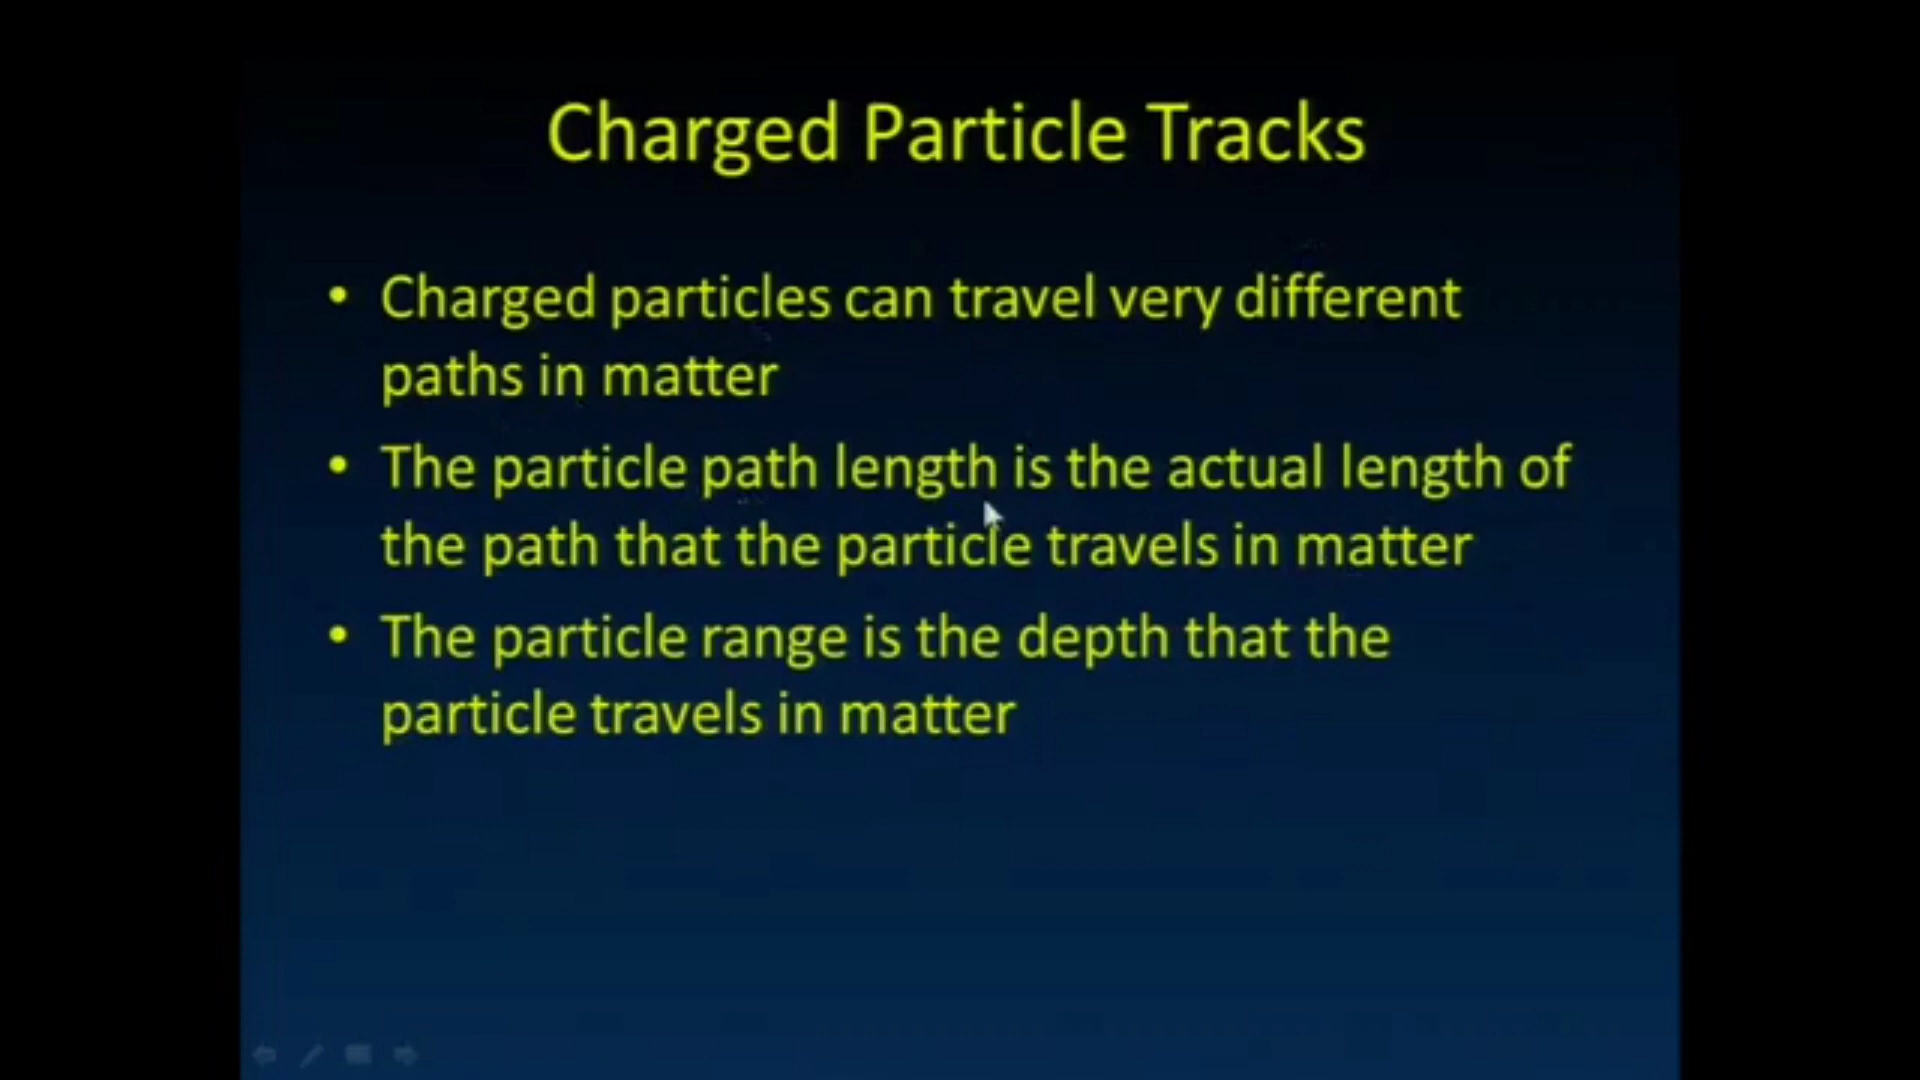 Charged Particle Tracks
• Charged particles can travel very different
paths in matter
• The particle path length is the actual length of
the path that the particle travels in matter
• The particle range is the depth that the
particle travels in matter